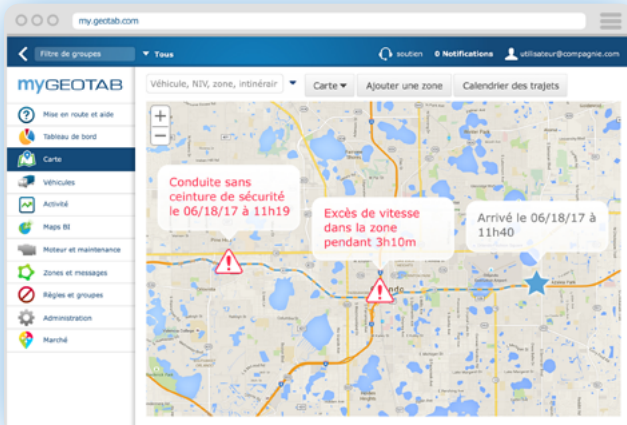 my.geotab.com
Filtre de groupes
Tous
soutien
0 Notifications
utilisateur@compagnie.com
myGEOTAB
Véhicule, NIV, zone, intinérair
Carte
Ajouter une zone
Calendrier des trajets
Mise en route et aide
Tableau de bord
Carte
Véhicules
Activité
Maps BI
Moteur et maintenance
Zones et messages
Régies et groupes
Administration
Marché
Conduite sans
ceinture de sécurité
le 06/18/17 à 11h19
Excès de vitesse
dans la zone
pendant 3h10m
Arrivé le 06/18/17 à
11h40